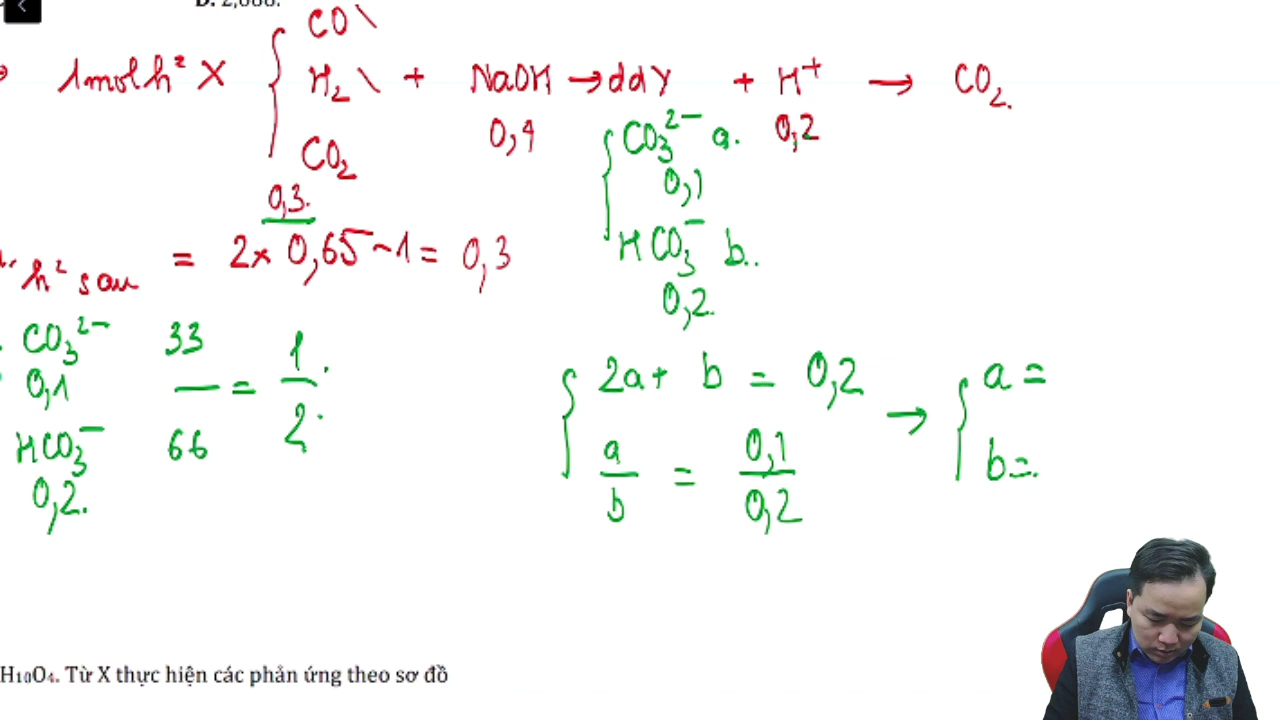 D. 2,688.
1mol h² X { CO \ H₂ \ CO₂ + NaOH → ddY + H⁺ → CO₂.
0,3.
0,4
{ CO₃²⁻ a.
0,1
HCO₃⁻ b..
0,2.
0,2
h² sau = 2x 0,65 - 1 = 0,3
CO₃²⁻ 33
0,1 — = 1/2
HCO₃⁻ 66
0,2.
{ 2a + b = 0,2
a/b = 0,1/0,2
→ { a =
b =.
H₁₀O₄. Từ X thực hiện các phản ứng theo sơ đồ